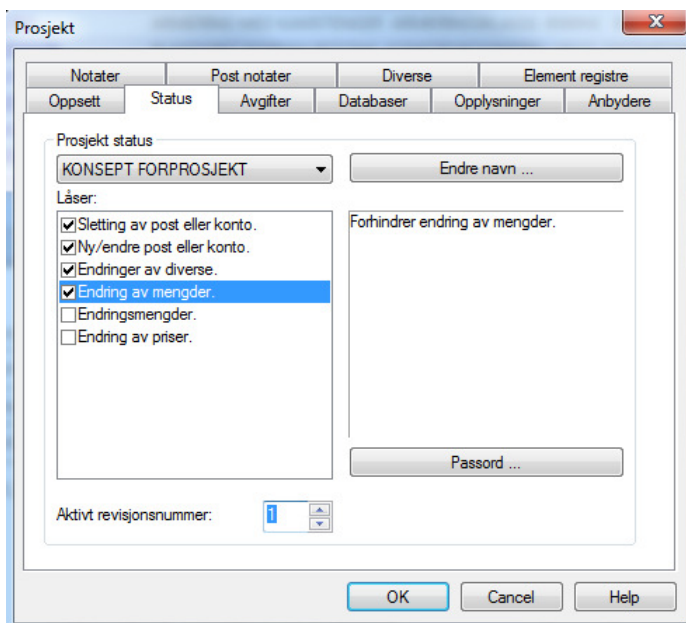 Prosjekt
Notater Post notater Diverse Element registre
Oppsett Status Avgifter Databaser Opplysninger Anbydere
Prosjekt status
KONSEPT FORPROSJEKT Endre navn ...
Låser:
Sletting av post eller konto. Forhindrer endring av mengder.
Ny/endre post eller konto.
Endringer av diverse.
Endring av mengder.
Endringsmengder.
Endring av priser.
Passord ...
Aktivt revisjonsnummer: 1
OK Cancel Help